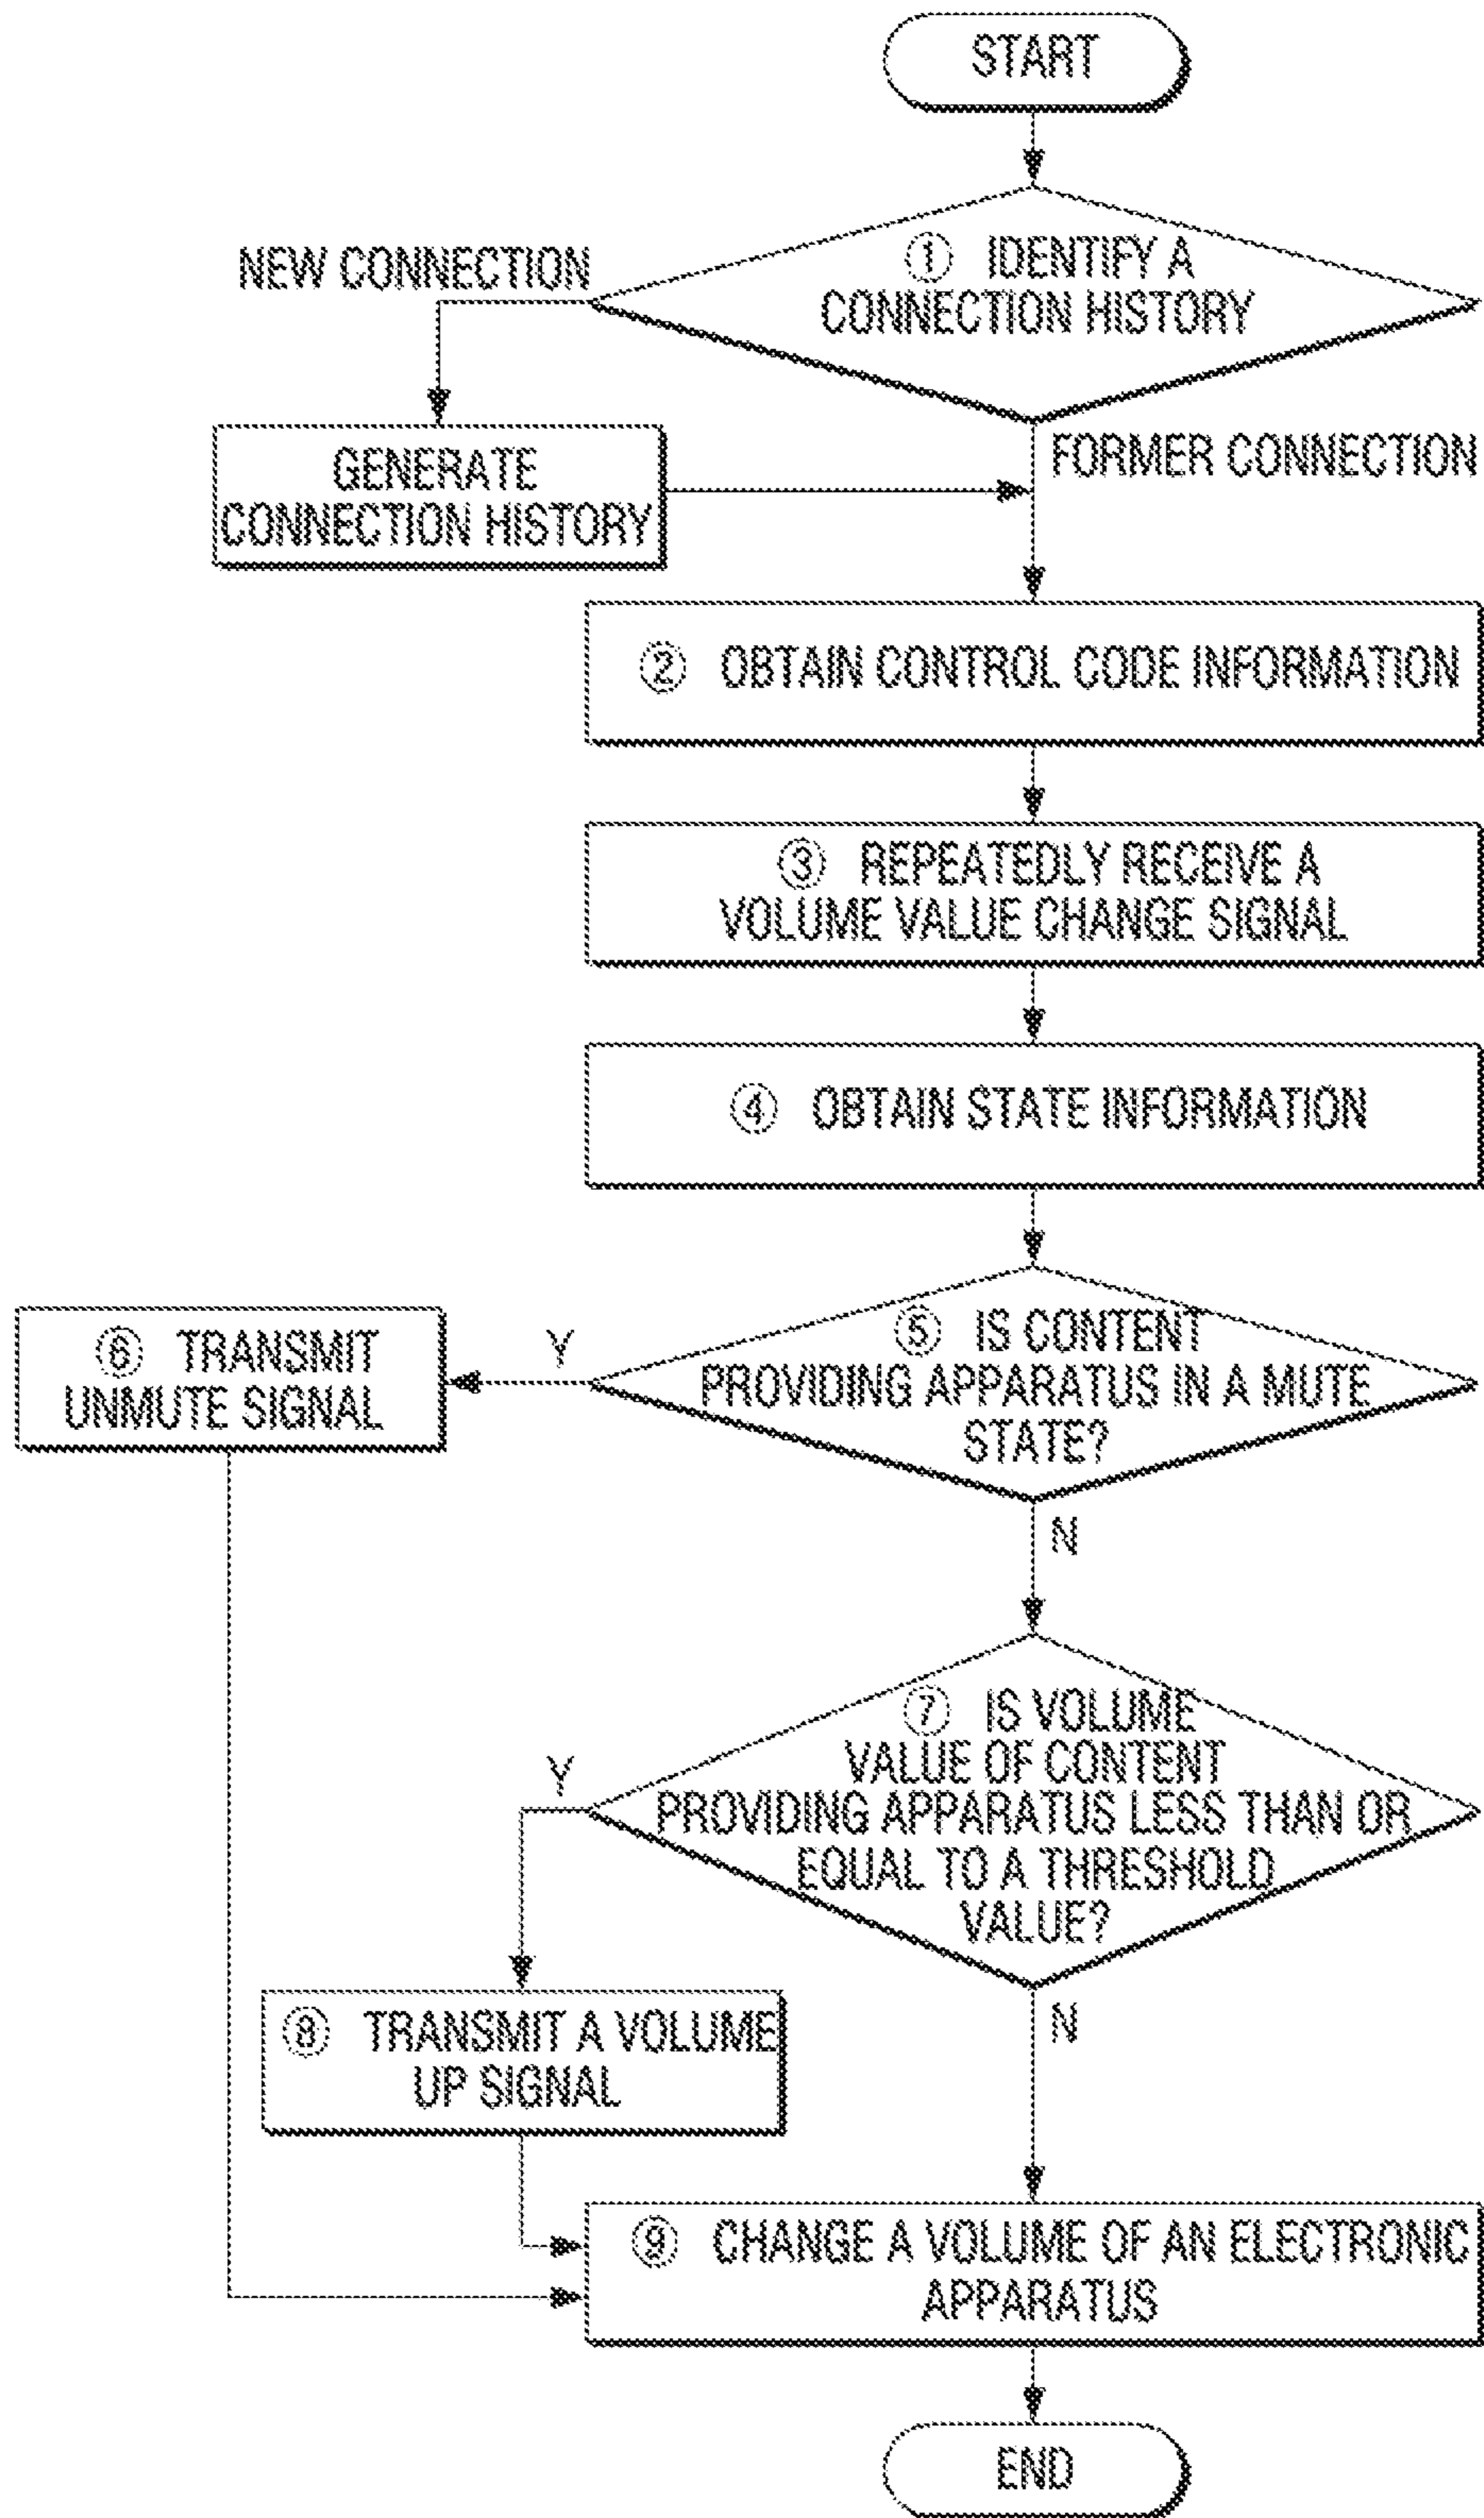 START
① IDENTIFY A
CONNECTION HISTORY
NEW CONNECTION
GENERATE
CONNECTION HISTORY
FORMER CONNECTION
② OBTAIN CONTROL CODE INFORMATION
③ REPEATEDLY RECEIVE A
VOLUME VALUE CHANGE SIGNAL
④ OBTAIN STATE INFORMATION
⑤ IS CONTENT
PROVIDING APPARATUS IN A MUTE
STATE?
Y
⑥ TRANSMIT
UNMUTE SIGNAL
N
⑦ IS VOLUME
VALUE OF CONTENT
PROVIDING APPARATUS LESS THAN OR
EQUAL TO A THRESHOLD
VALUE?
Y
⑧ TRANSMIT A VOLUME
UP SIGNAL
N
⑨ CHANGE A VOLUME OF AN ELECTRONIC
APPARATUS
END